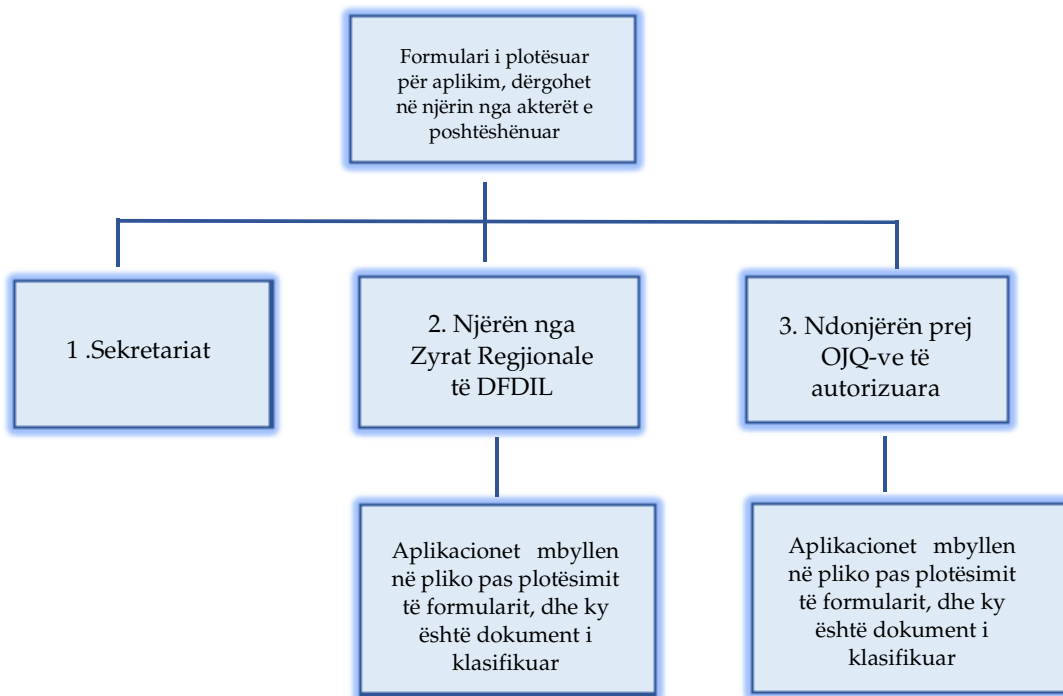 Formulari i plotësuar
për aplikim, dërgohet
në njërin nga akterët e
poshtëshënuar
1 .Sekretariat
2. Njërën nga
Zyrat Regjionale
të DFDIL
3. Ndonjërën prej
OJQ-ve të
autorizuara
Aplikacionet mbyllen
në pliko pas plotësimit
të formularit, dhe ky
është dokument i
klasifikuar
Aplikacionet mbyllen
në pliko pas plotësimit
të formularit, dhe ky
është dokument i
klasifikuar